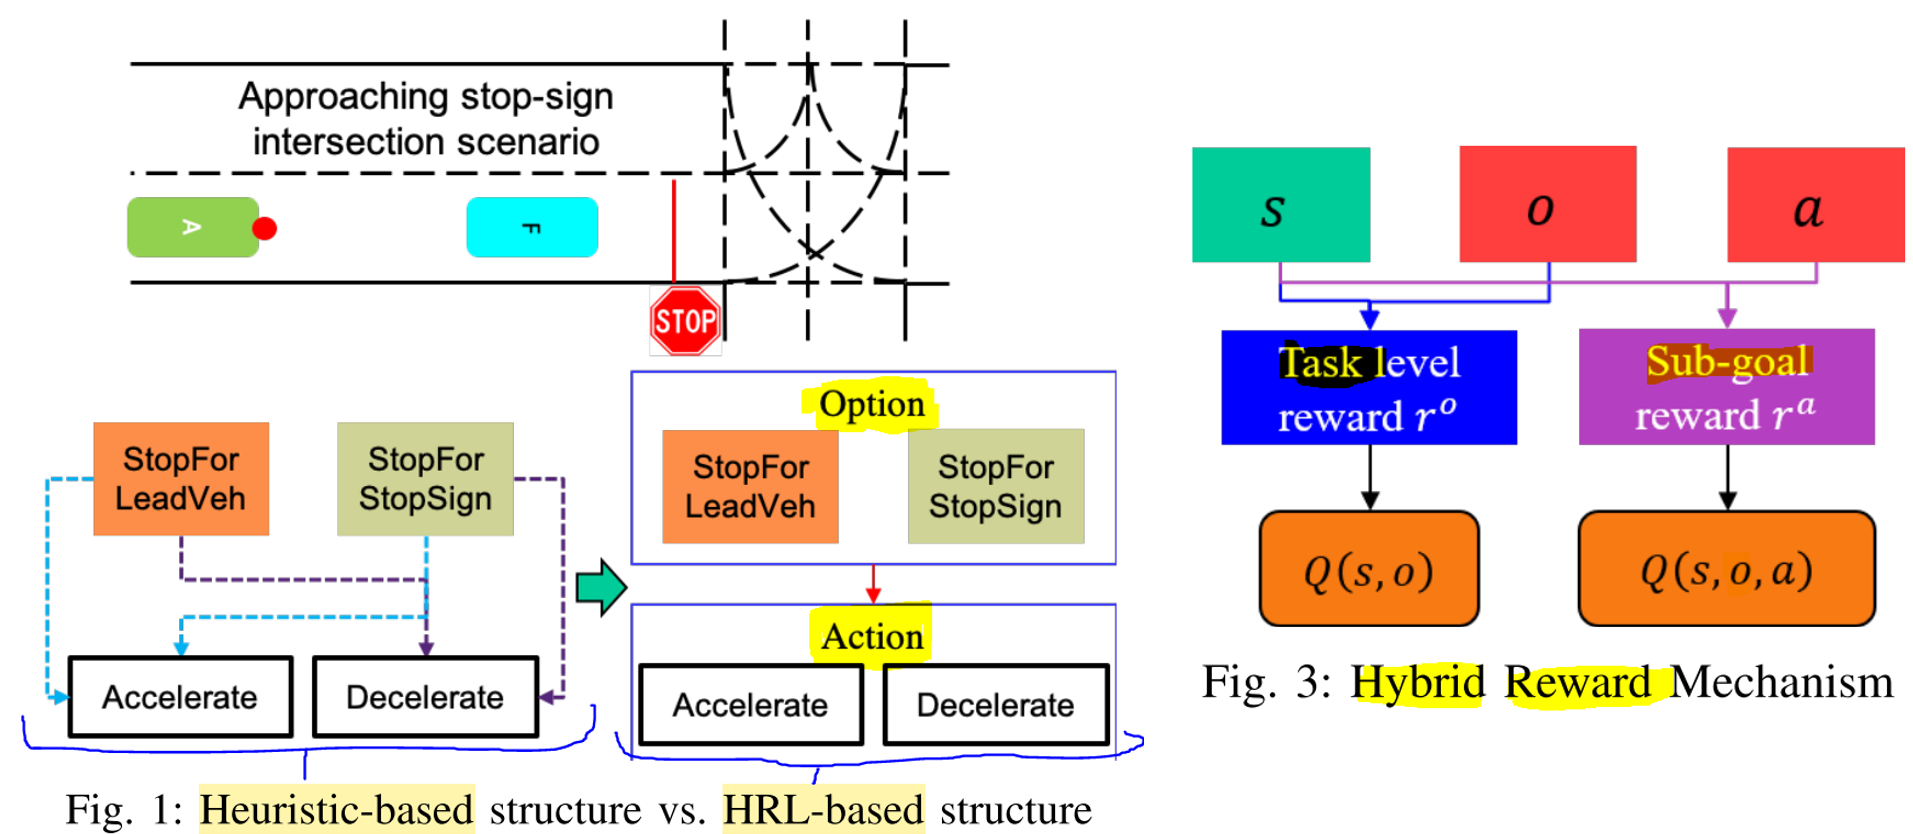 Approaching stop-sign
intersection scenario
A
F
STOP
StopFor
LeadVeh
StopFor
StopSign
Accelerate
Decelerate
Option
StopFor
LeadVeh
StopFor
StopSign
Action
Accelerate
Decelerate
Fig. 1: Heuristic-based structure vs. HRL-based structure
s
o
a
Task level
reward r^o
Sub-goal
reward r^a
Q(s, o)
Q(s, o, a)
Fig. 3: Hybrid Reward Mechanism